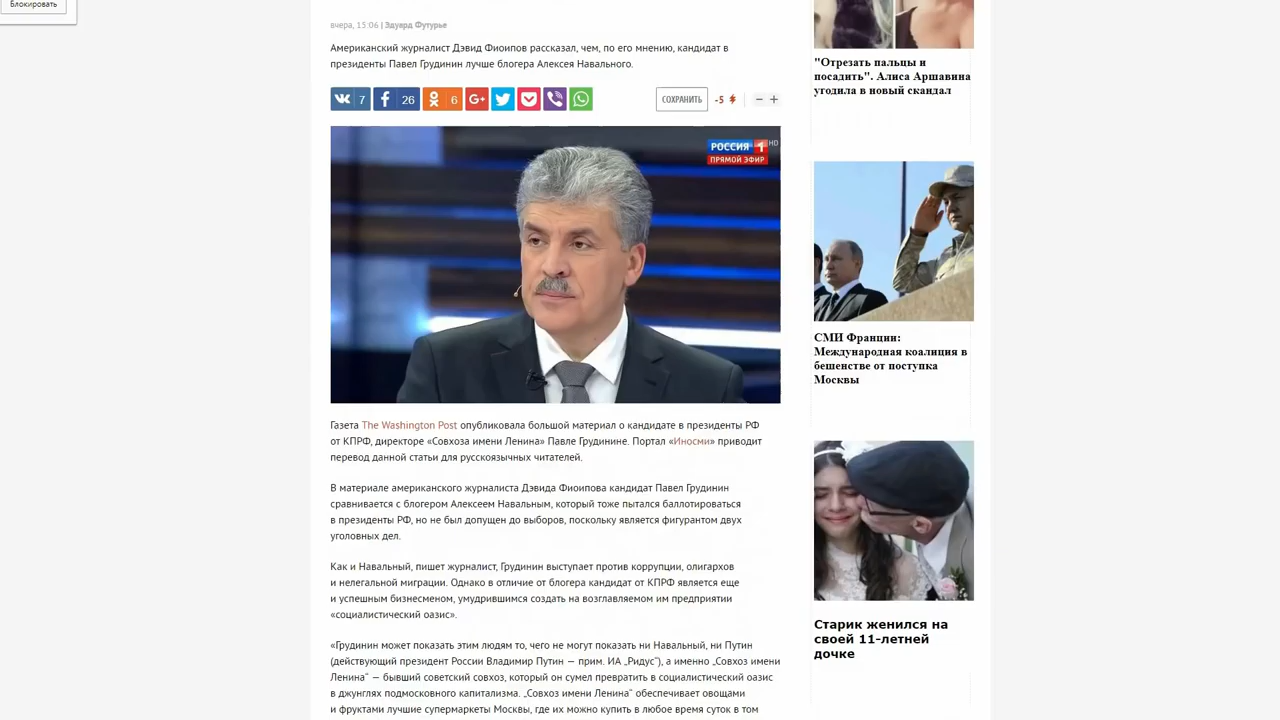 Блокировать
вчера, 15:06 | Эдуард Футурье
Американский журналист Дэвид Фиоипов рассказал, чем, по его мнению, кандидат в
президенты Павел Грудинин лучше блогера Алексея Навального.
7
26
6
СОХРАНИТЬ
-5
− +
РОССИЯ 1 HD
ПРЯМОЙ ЭФИР
Газета The Washington Post опубликовала большой материал о кандидате в президенты РФ
от КПРФ, директоре «Совхоза имени Ленина» Павле Грудинине. Портал «Иносми» приводит
перевод данной статьи для русскоязычных читателей.
В материале американского журналиста Дэвида Фиоипова кандидат Павел Грудинин
сравнивается с блогером Алексеем Навальным, который тоже пытался баллотироваться
в президенты РФ, но не был допущен до выборов, поскольку является фигурантом двух
уголовных дел.
Как и Навальный, пишет журналист, Грудинин выступает против коррупции, олигархов
и нелегальной миграции. Однако в отличие от блогера кандидат от КПРФ является еще
и успешным бизнесменом, умудрившимся создать на возглавляемом им предприятии
«социалистический оазис».
«Грудинин может показать этим людям то, чего не могут показать ни Навальный, ни Путин
(действующий президент России Владимир Путин — прим. ИА „Ридус“), а именно „Совхоз имени
Ленина“ — бывший советский совхоз, который он сумел превратить в социалистический оазис
в джунглях подмосковного капитализма. „Совхоз имени Ленина“ обеспечивает овощами
и фруктами лучшие супермаркеты Москвы, где их можно купить в любое время суток в том
"Отрезать пальцы и
посадить". Алиса Аршавина
угодила в новый скандал
СМИ Франции:
Международная коалиция в
бешенстве от поступка
Москвы
Старик женился на
своей 11-летней
дочке